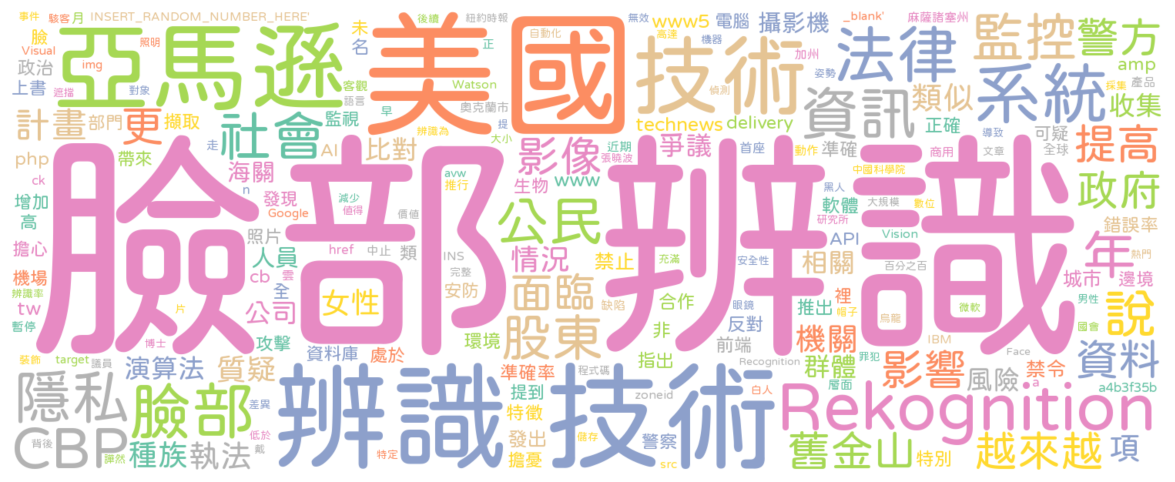 事件 駭客 月 INSERT_RANDOM_NUMBER_HERE'
臉 未 紐約時報 後續
Visual 照明 名 正 自動化
政治 img
上書 遮擋 對象
亞馬遜
美國
技術
無效 高速 機器
www5 電腦 攝影機
_blank' 麻薩諸塞州
加州 姿勢
法律
監控
警方
amp
系統
採集 產品
計畫 部門 更 擷取
社會
客觀 Watson
語言 早 奧克蘭市
監視 辨識為 提
走 AI 比對 大小
technews delivery
偵測
資訊
類似
正確 收集
導致 可疑
全球
提高
php 帶來
ck
海關
n 發現
影像
近期 爭議
張曉波
首座 動作 準確
中國科學院 商用 文章
avw
推行 生物 www
減少
Google 值得 價值
增加
高
臉部辨識
公民
黑人 大規模 數位
研究所 軟體
政府
錯誤率
擔心 照片 href 中止 類 INS
完整
人員
情況 禁止 充滿
安全性 API Vision
百分之百 年
熱門
機場 cb 雲
辨識率 全
安防
面臨
缺陷 合作
相關
城市 邊境
tw 公司 女性
片
股東
非 眼鏡 帽子
推出 裡
烏龍 微軟
男性
暫停 攻擊 環境
反對 機關
國會
說
裝飾 博士 資料庫 處於 指出 前端
IBM
target 議員 演算法 質疑 準確率 程式碼
Recognition 群體 罪犯
影響
Face 禁令
資料
隱私
臉部
辨識技術
提到 zoneid
白人 層面
風險 a a4b3f35b
差異 特徵
Rekognition
CBP
背後 低於
種族 執法 戴
譁然 特定
發出 儲存
擔憂 警察
src
舊金山
特別
越來越
項